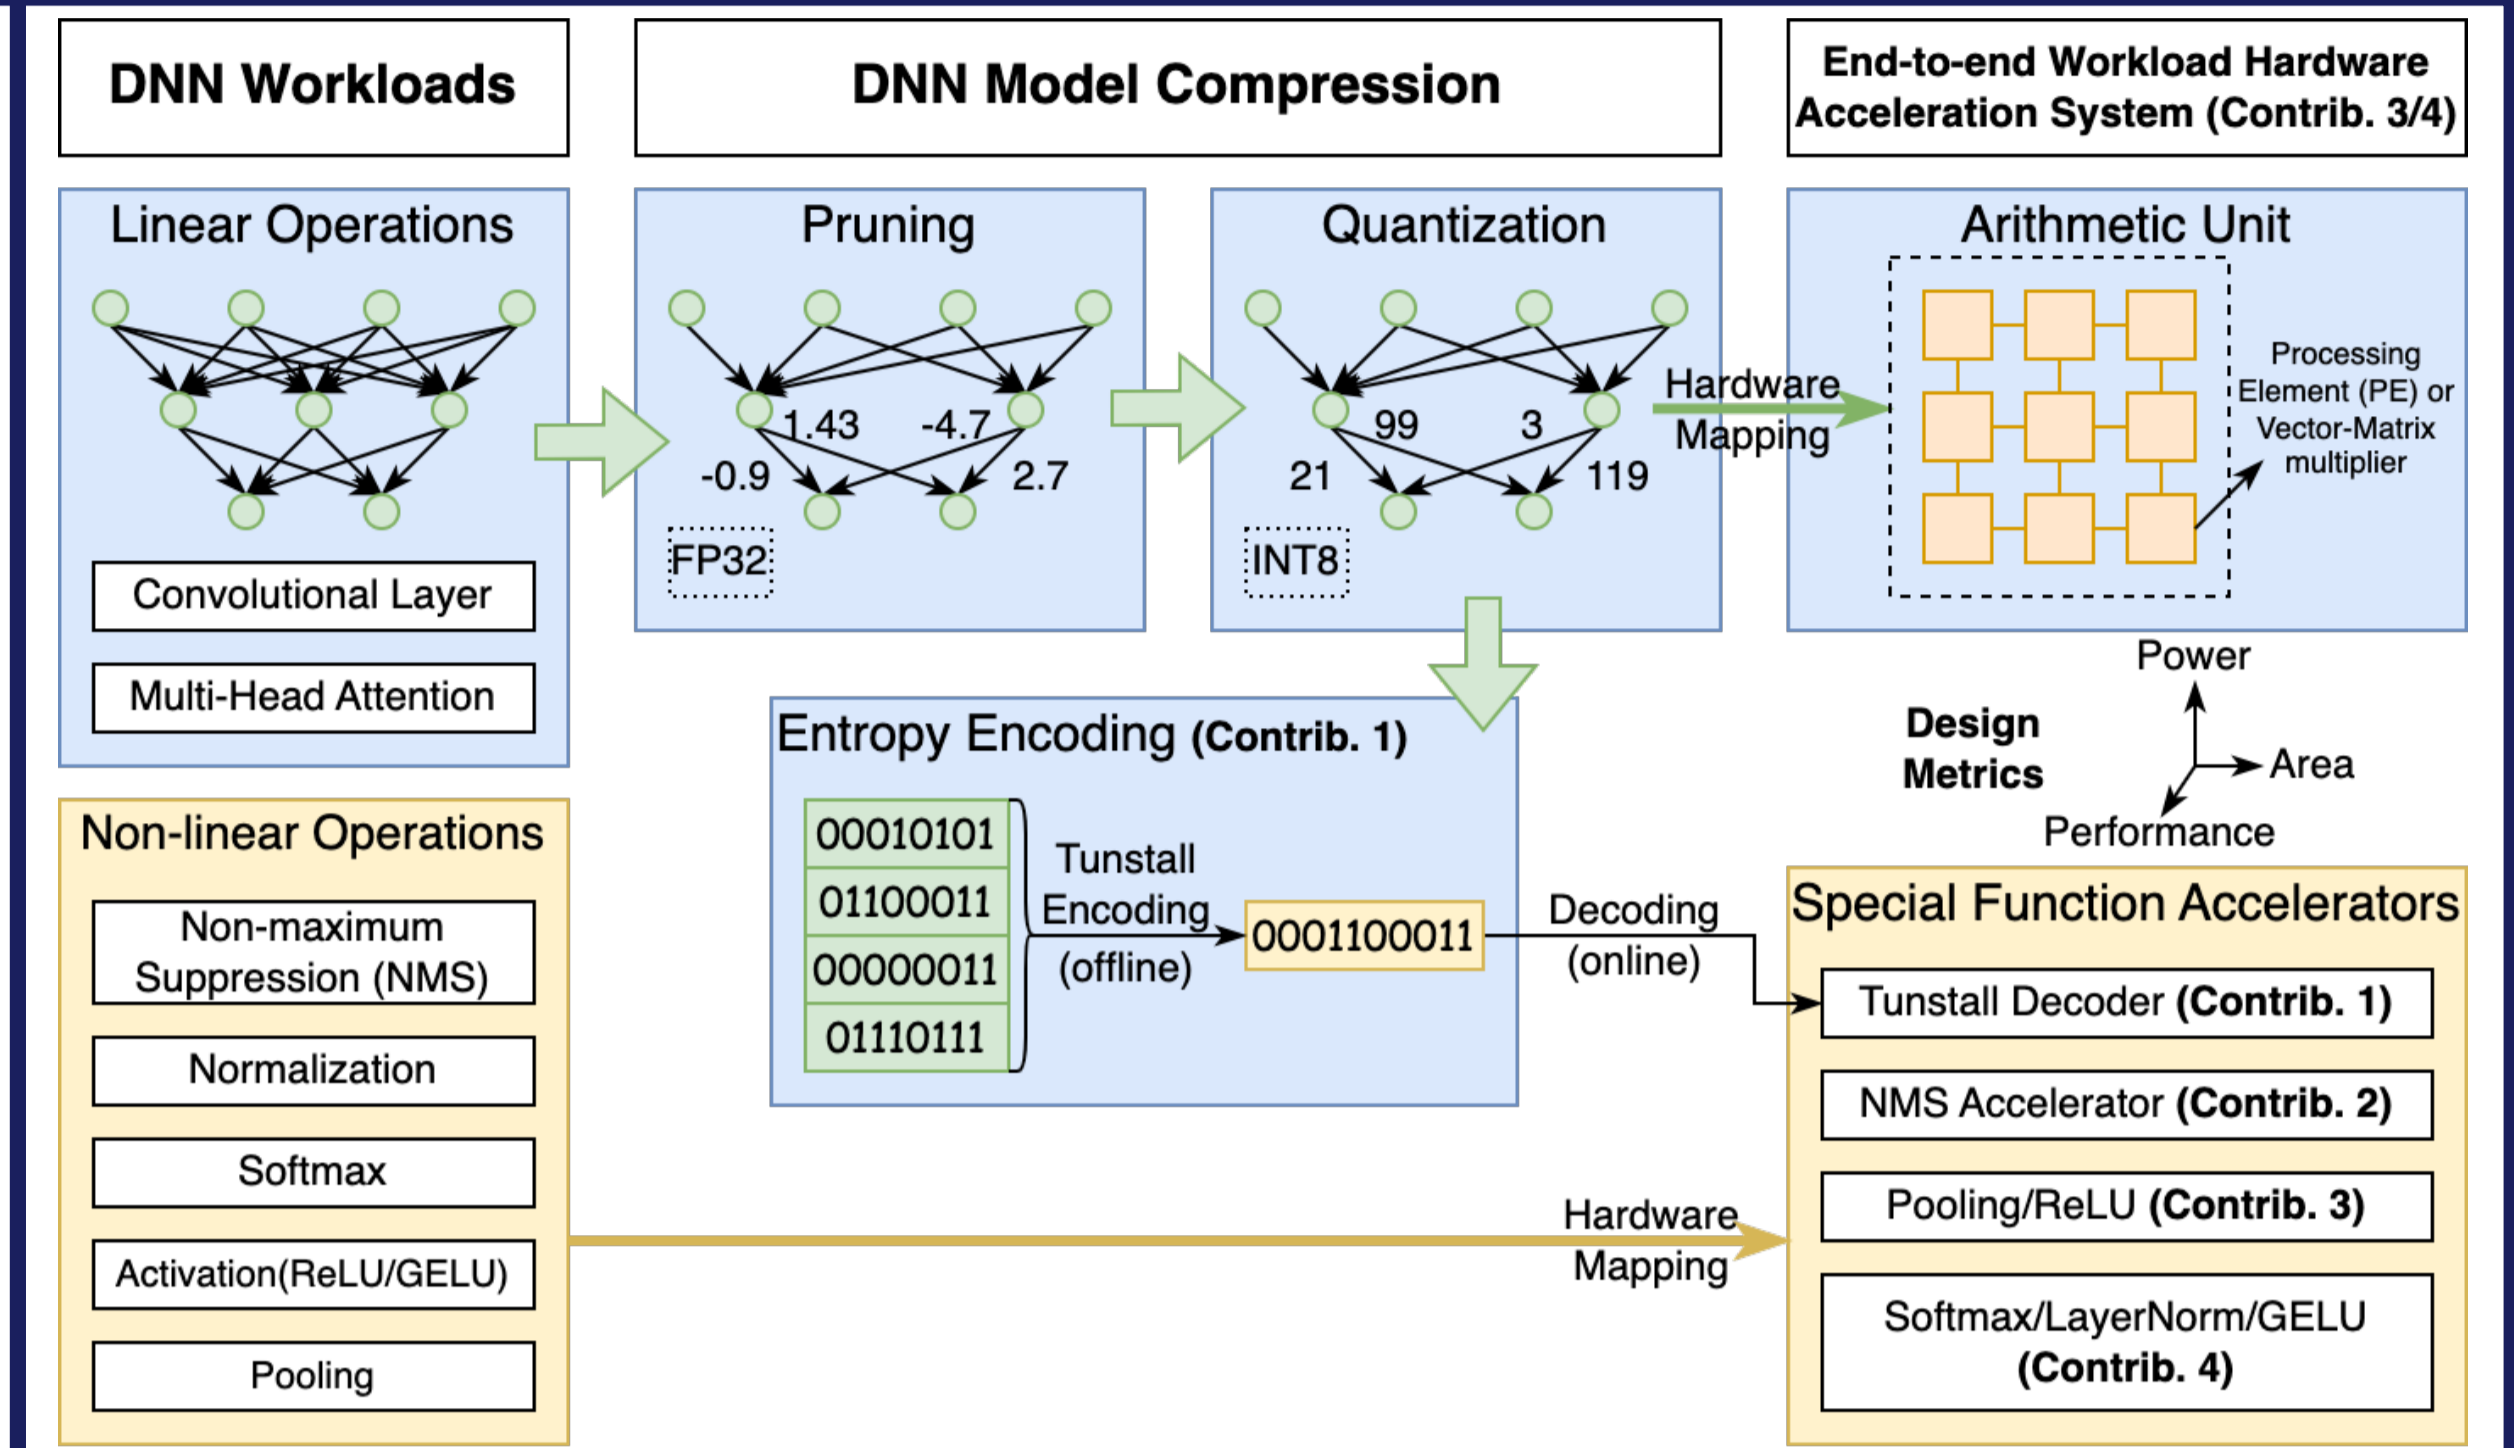 DNN Workloads
DNN Model Compression
End-to-end Workload Hardware
Acceleration System (Contrib. 3/4)
Linear Operations
Convolutional Layer
Multi-Head Attention
Pruning
1.43
-4.7
-0.9
2.7
FP32
Quantization
99
3
21
119
INT8
Hardware
Mapping
Arithmetic Unit
Processing
Element (PE) or
Vector-Matrix
multiplier
Power
Design
Metrics
Area
Performance
Entropy Encoding (Contrib. 1)
00010101
01100011
00000011
01110111
Tunstall
Encoding
(offline)
0001100011
Decoding
(online)
Non-linear Operations
Non-maximum
Suppression (NMS)
Normalization
Softmax
Activation(ReLU/GELU)
Pooling
Hardware
Mapping
Special Function Accelerators
Tunstall Decoder (Contrib. 1)
NMS Accelerator (Contrib. 2)
Pooling/ReLU (Contrib. 3)
Softmax/LayerNorm/GELU
(Contrib. 4)